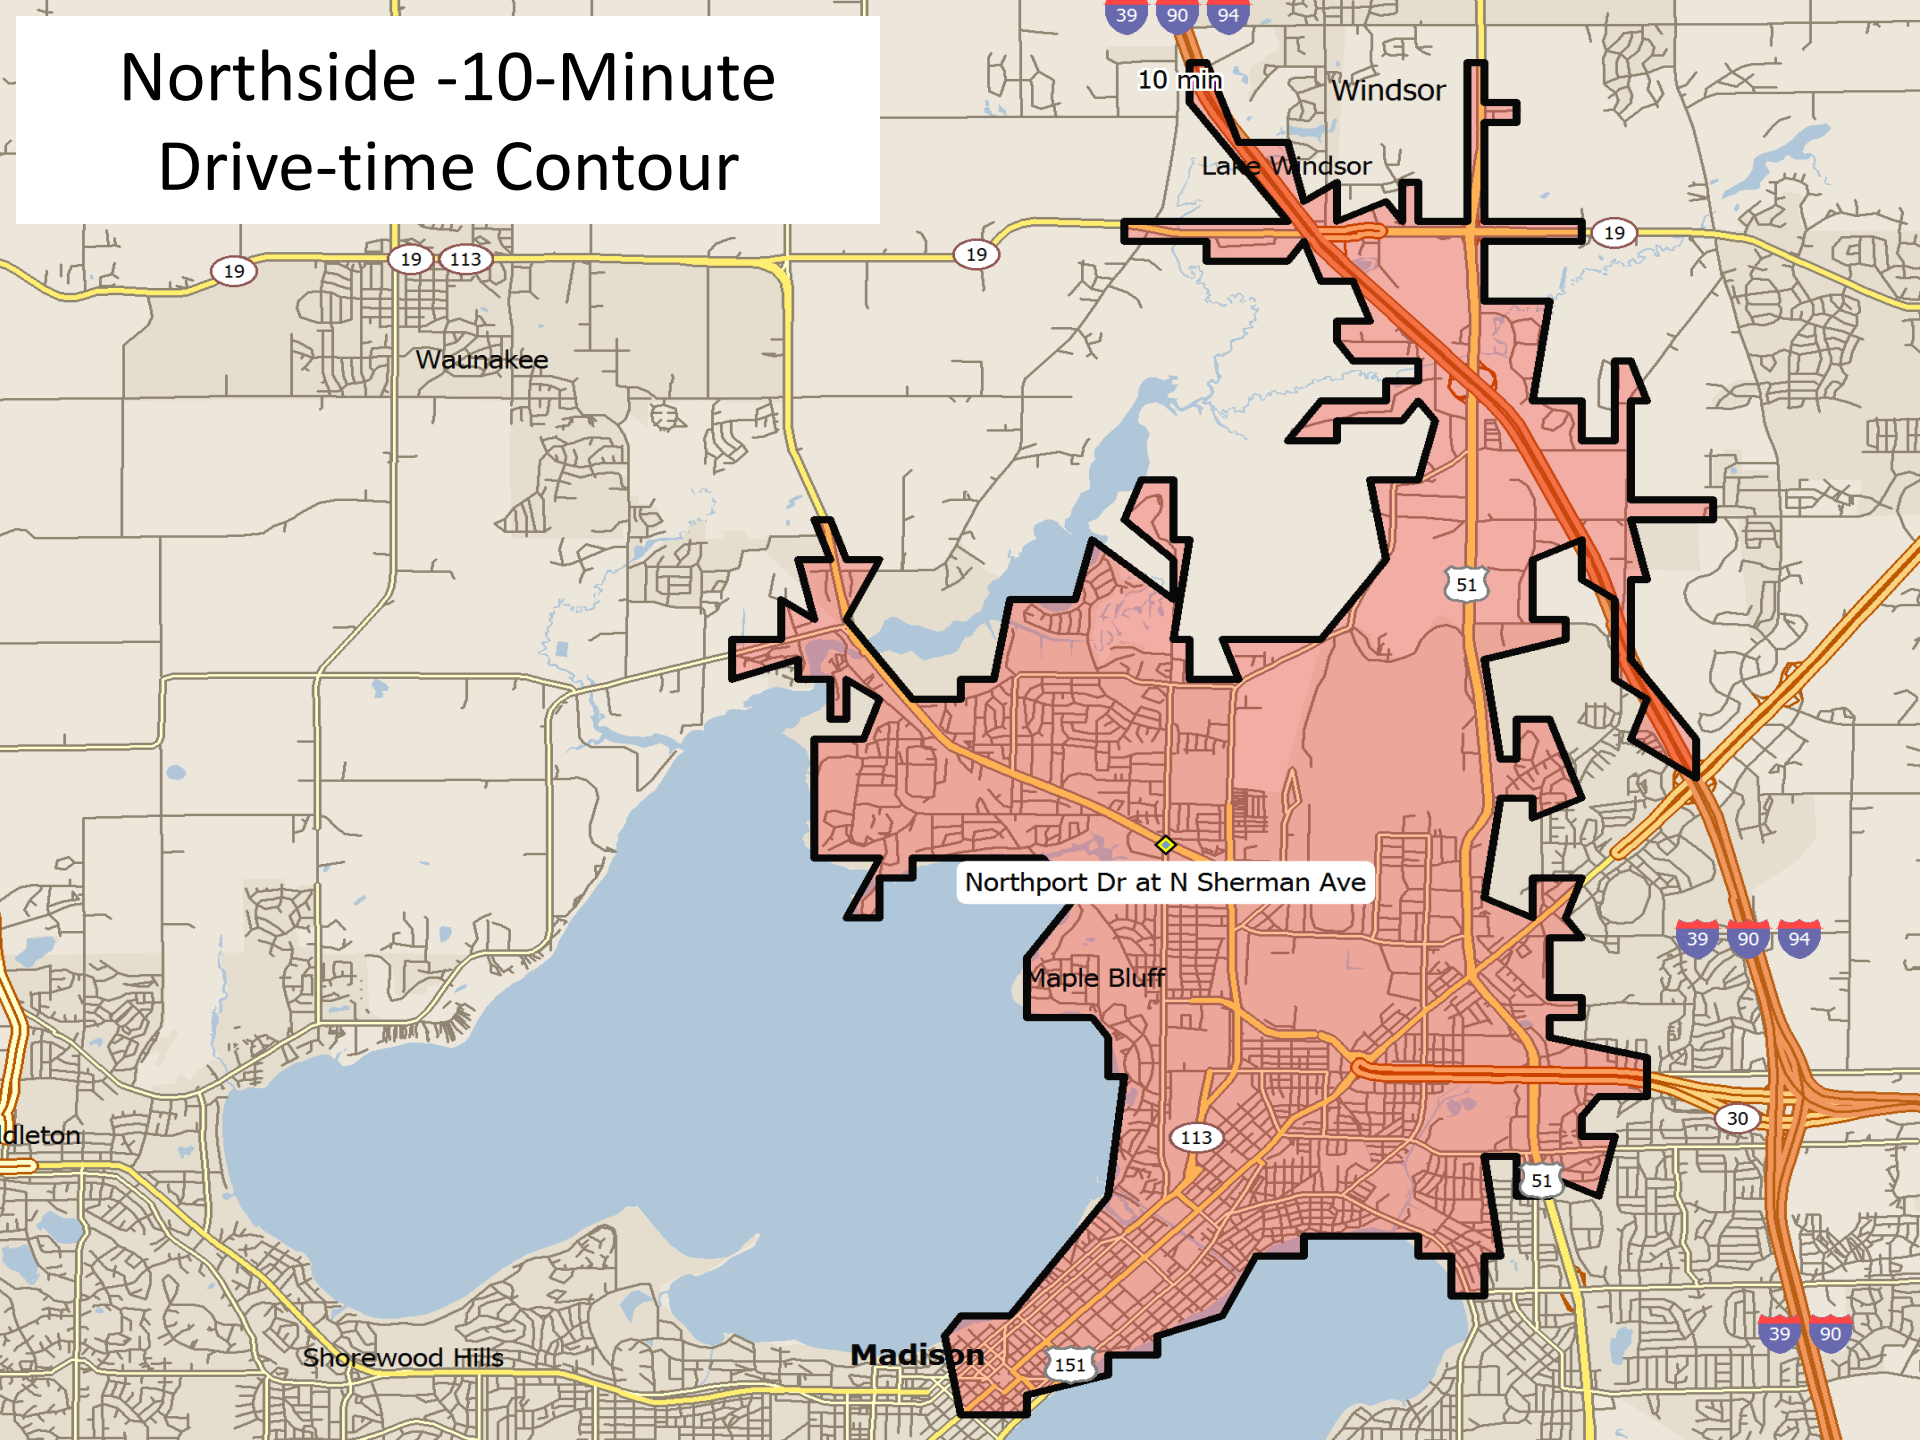 Northside -10-Minute
Drive-time Contour
39 90 94
10 min
Windsor
Lake Windsor
19
19
19 113
19
19
Waunakee
51
Northport Dr at N Sherman Ave
39 90 94
Maple Bluff
30
dleton
113
51
Madison
Shorewood Hills
151
39 90